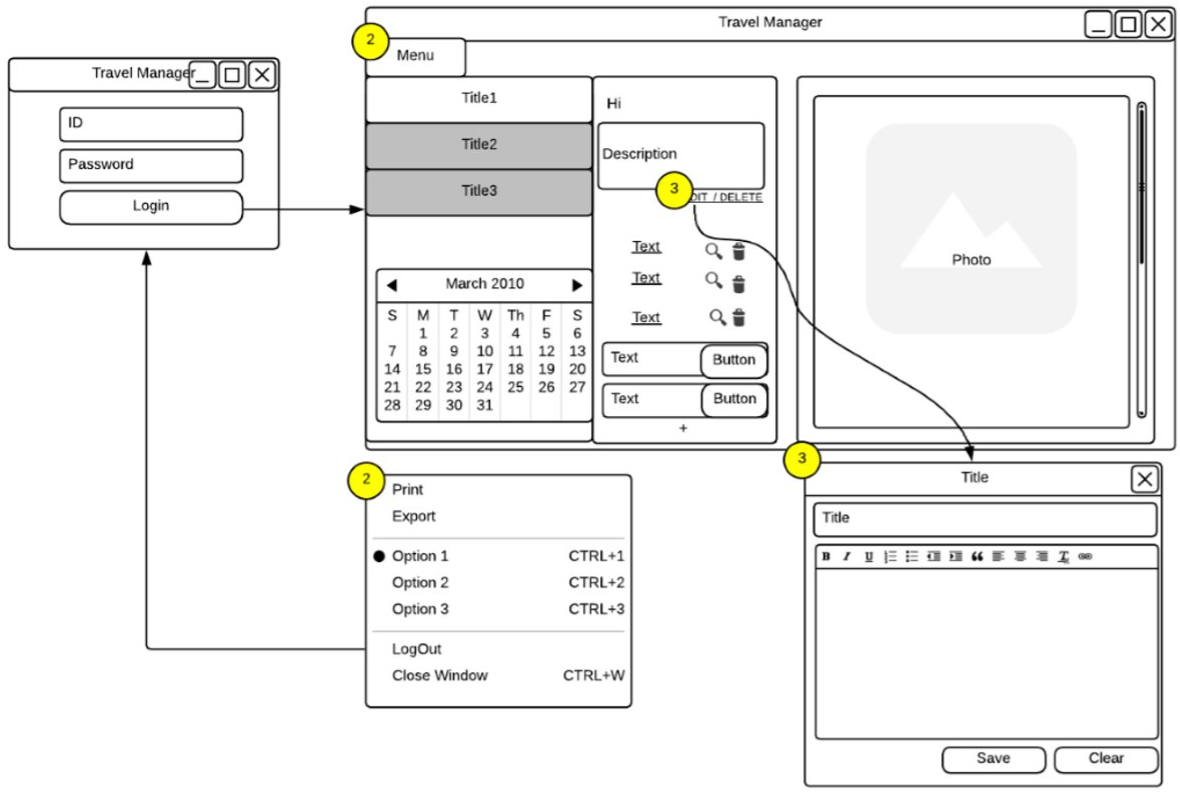 Travel Manager
ID
Password
Login
Travel Manager
2
Menu
Title1
Title2
Title3
March 2010
S M T W Th F S
1 2 3 4 5 6
7 8 9 10 11 12 13
14 15 16 17 18 19 20
21 22 23 24 25 26 27
28 29 30 31
Hi
Description
3
DIT / DELETE
Text
Text
Text
Text Button
Text Button
+
Photo
2
Print
Export
Option 1 CTRL+1
Option 2 CTRL+2
Option 3 CTRL+3
LogOut
Close Window CTRL+W
3
Title
Title
B I U
Save Clear